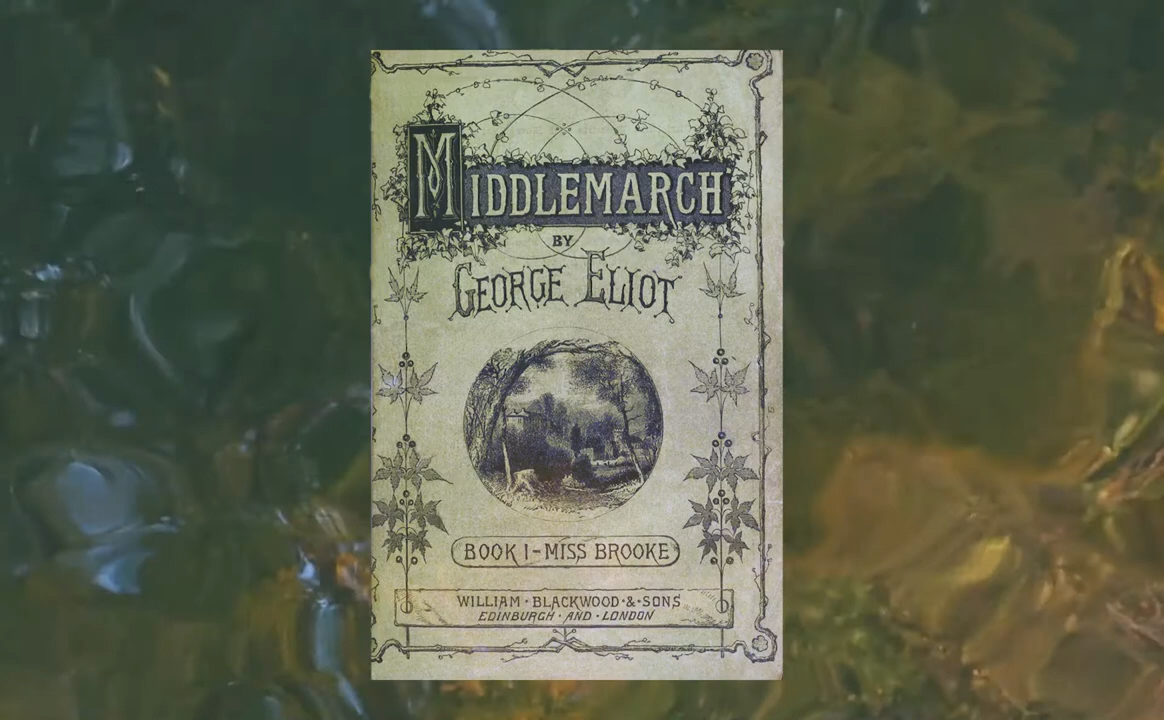 MIDDLEMARCH
BY
GEORGE ELIOT
BOOK I-MISS BROOKE
WILLIAM·BLACKWOOD·&·SONS
EDINBURGH·AND·LONDON